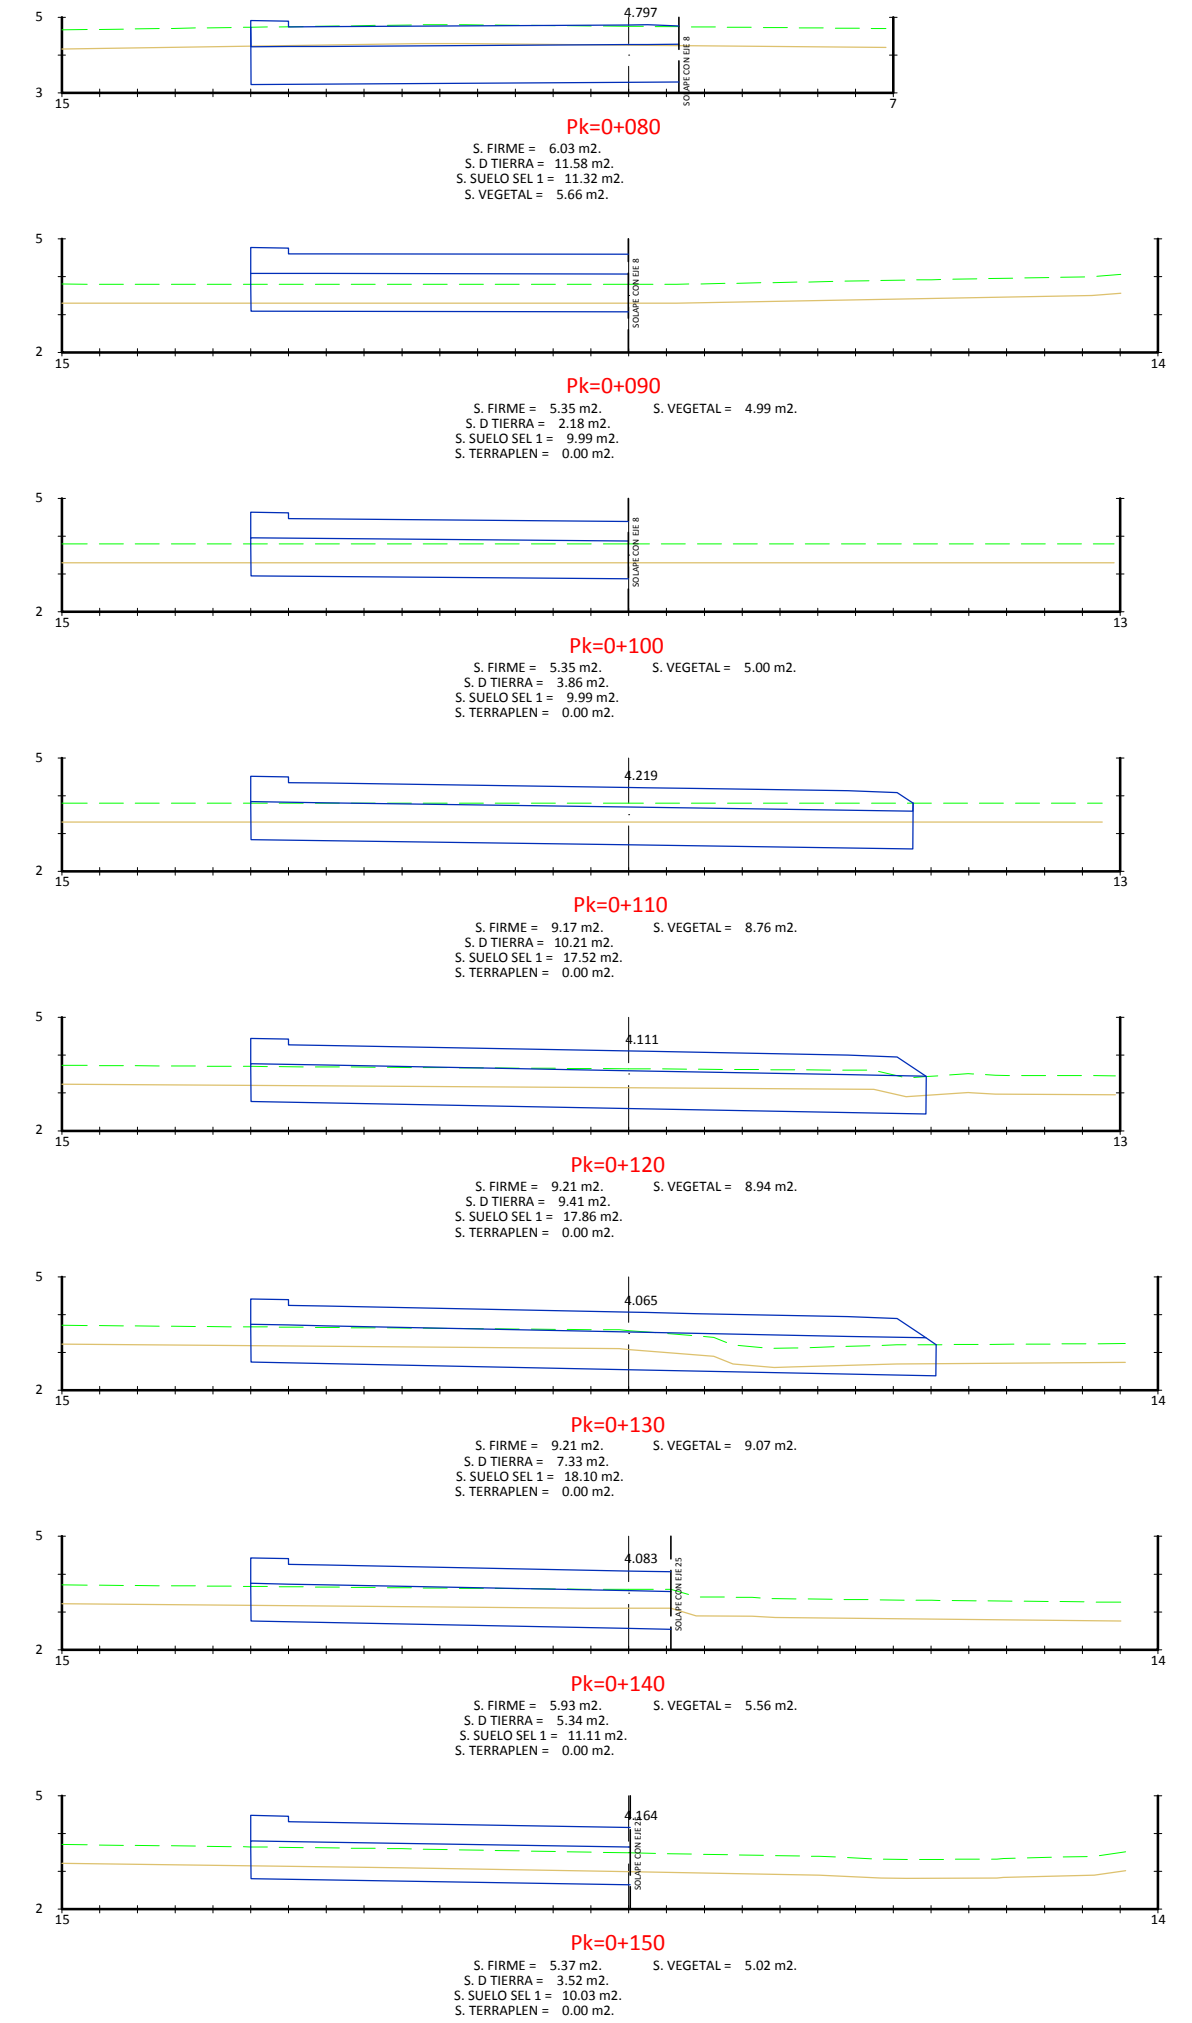 5
4.797
SOLAPE CON EJE 8
3
15
7
Pk=0+080
S. FIRME = 6.03 m2.
S. D TIERRA = 11.58 m2.
S. SUELO SEL 1 = 11.32 m2.
S. VEGETAL = 5.66 m2.
5
SOLAPE CON EJE 8
2
15
14
Pk=0+090
S. FIRME = 5.35 m2. S. VEGETAL = 4.99 m2.
S. D TIERRA = 2.18 m2.
S. SUELO SEL 1 = 9.99 m2.
S. TERRAPLEN = 0.00 m2.
5
SOLAPE CON EJE 8
2
15
13
Pk=0+100
S. FIRME = 5.35 m2. S. VEGETAL = 5.00 m2.
S. D TIERRA = 3.86 m2.
S. SUELO SEL 1 = 9.99 m2.
S. TERRAPLEN = 0.00 m2.
5
4.219
2
15
13
Pk=0+110
S. FIRME = 9.17 m2. S. VEGETAL = 8.76 m2.
S. D TIERRA = 10.21 m2.
S. SUELO SEL 1 = 17.52 m2.
S. TERRAPLEN = 0.00 m2.
5
4.111
2
15
13
Pk=0+120
S. FIRME = 9.21 m2. S. VEGETAL = 8.94 m2.
S. D TIERRA = 9.41 m2.
S. SUELO SEL 1 = 17.86 m2.
S. TERRAPLEN = 0.00 m2.
5
4.065
2
15
14
Pk=0+130
S. FIRME = 9.21 m2. S. VEGETAL = 9.07 m2.
S. D TIERRA = 7.33 m2.
S. SUELO SEL 1 = 18.10 m2.
S. TERRAPLEN = 0.00 m2.
5
4.083
SOLAPE CON EJE 25
2
15
14
Pk=0+140
S. FIRME = 5.93 m2. S. VEGETAL = 5.56 m2.
S. D TIERRA = 5.34 m2.
S. SUELO SEL 1 = 11.11 m2.
S. TERRAPLEN = 0.00 m2.
5
4.164
SOLAPE CON EJE 25
2
15
14
Pk=0+150
S. FIRME = 5.37 m2. S. VEGETAL = 5.02 m2.
S. D TIERRA = 3.52 m2.
S. SUELO SEL 1 = 10.03 m2.
S. TERRAPLEN = 0.00 m2.